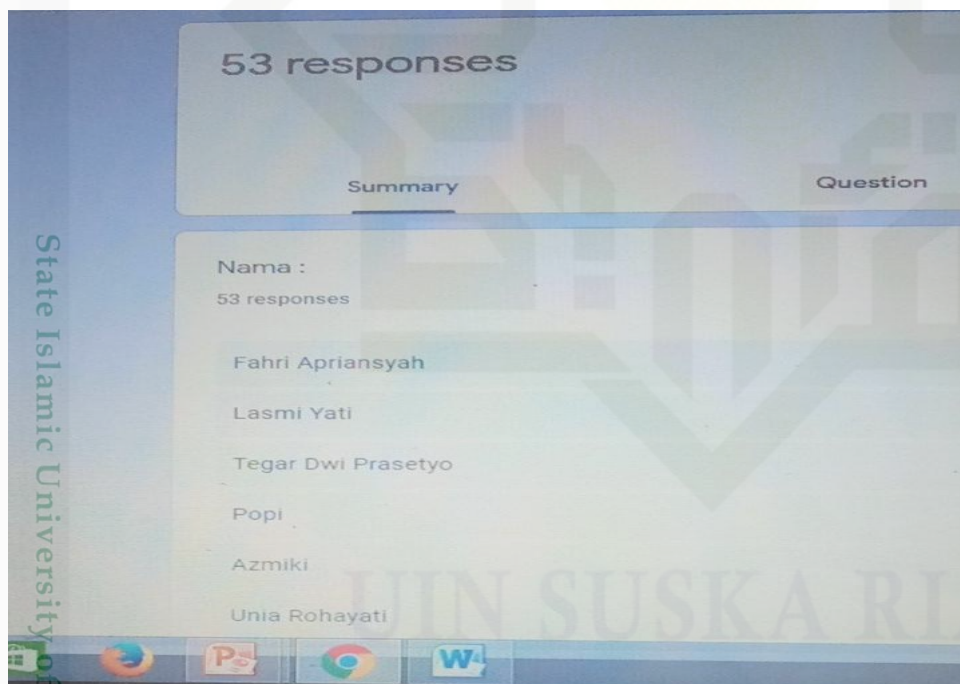 53 responses
Summary Question
Nama :
53 responses
Fahri Apriansyah
Lasmi Yati
Tegar Dwi Prasetyo
Popi
Azmiki
Unia Rohayati
State Islamic University of
UIN SUSKA RI